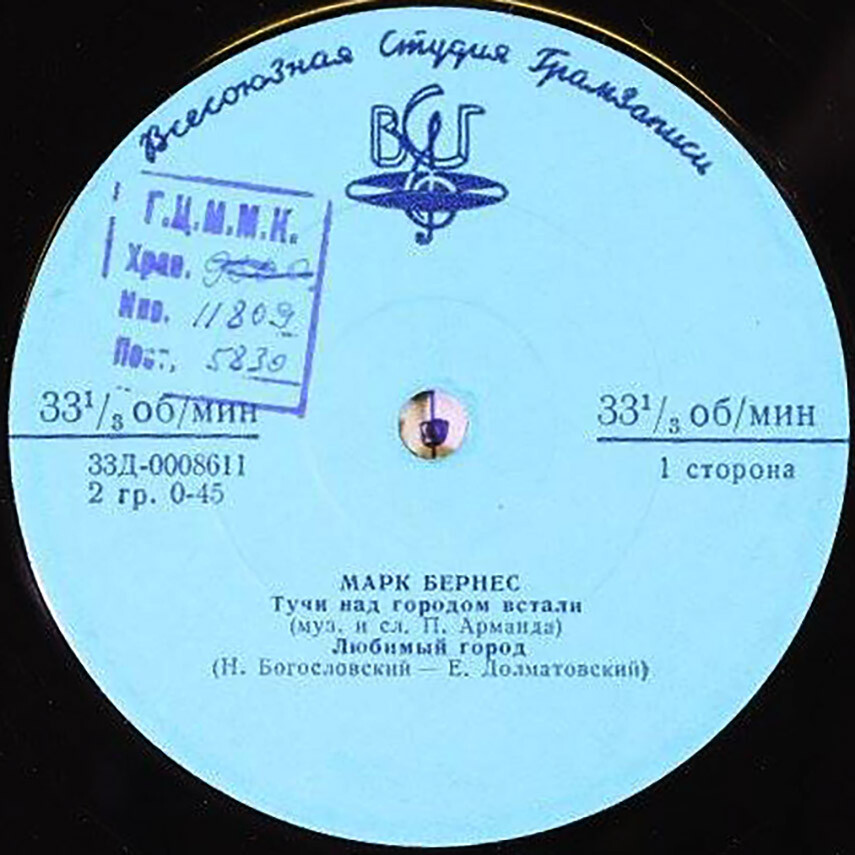 Всесоюзная Студия Грамзаписи
ВСГ
Г.Ц.М.М.К.
Хран.
Инв. 11809
Пост. 5830
33¹/₃ об/мин
33Д-0008611
2 гр. 0-45
33¹/₃ об/мин
1 сторона
МАРК БЕРНЕС
Тучи над городом встали
(муз. и сл. П. Арманда)
Любимый город
(Н. Богословский — Е. Долматовский)